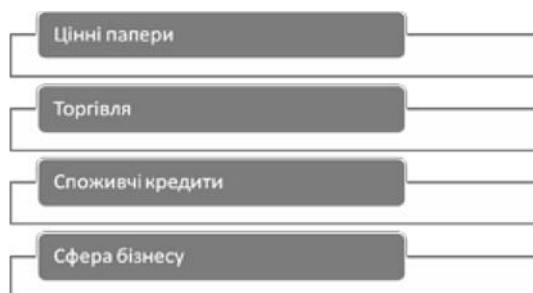 Цінні папери
Торгівля
Споживчі кредити
Сфера бізнесу